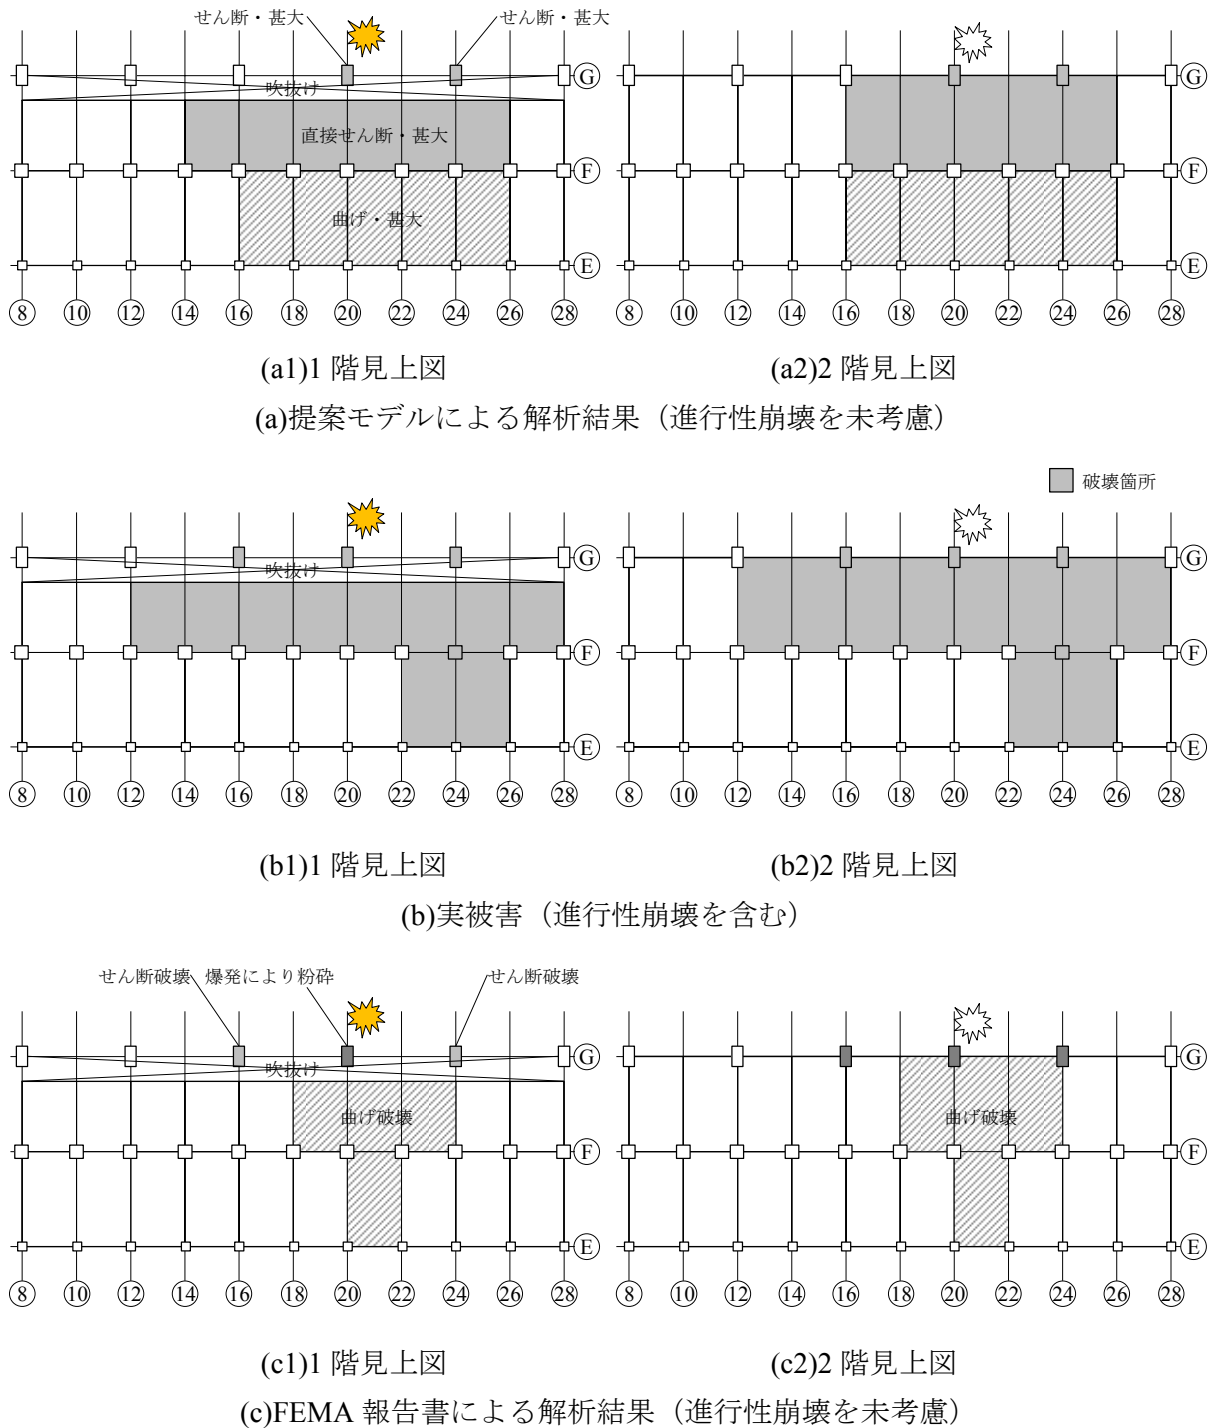 せん断・甚大 せん断・甚大
吹抜け
直接せん断・甚大
曲げ・甚大
G G
F F
E E
8 10 12 14 16 18 20 22 24 26 28 8 10 12 14 16 18 20 22 24 26 28
(a1)1 階見上図 (a2)2 階見上図
(a)提案モデルによる解析結果（進行性崩壊を未考慮）
破壊箇所
吹抜け
G G
F F
E E
8 10 12 14 16 18 20 22 24 26 28 8 10 12 14 16 18 20 22 24 26 28
(b1)1 階見上図 (b2)2 階見上図
(b)実被害（進行性崩壊を含む）
せん断破壊 爆発により粉砕 せん断破壊
吹抜け
曲げ破壊 曲げ破壊
G G
F F
E E
8 10 12 14 16 18 20 22 24 26 28 8 10 12 14 16 18 20 22 24 26 28
(c1)1 階見上図 (c2)2 階見上図
(c)FEMA 報告書による解析結果（進行性崩壊を未考慮）